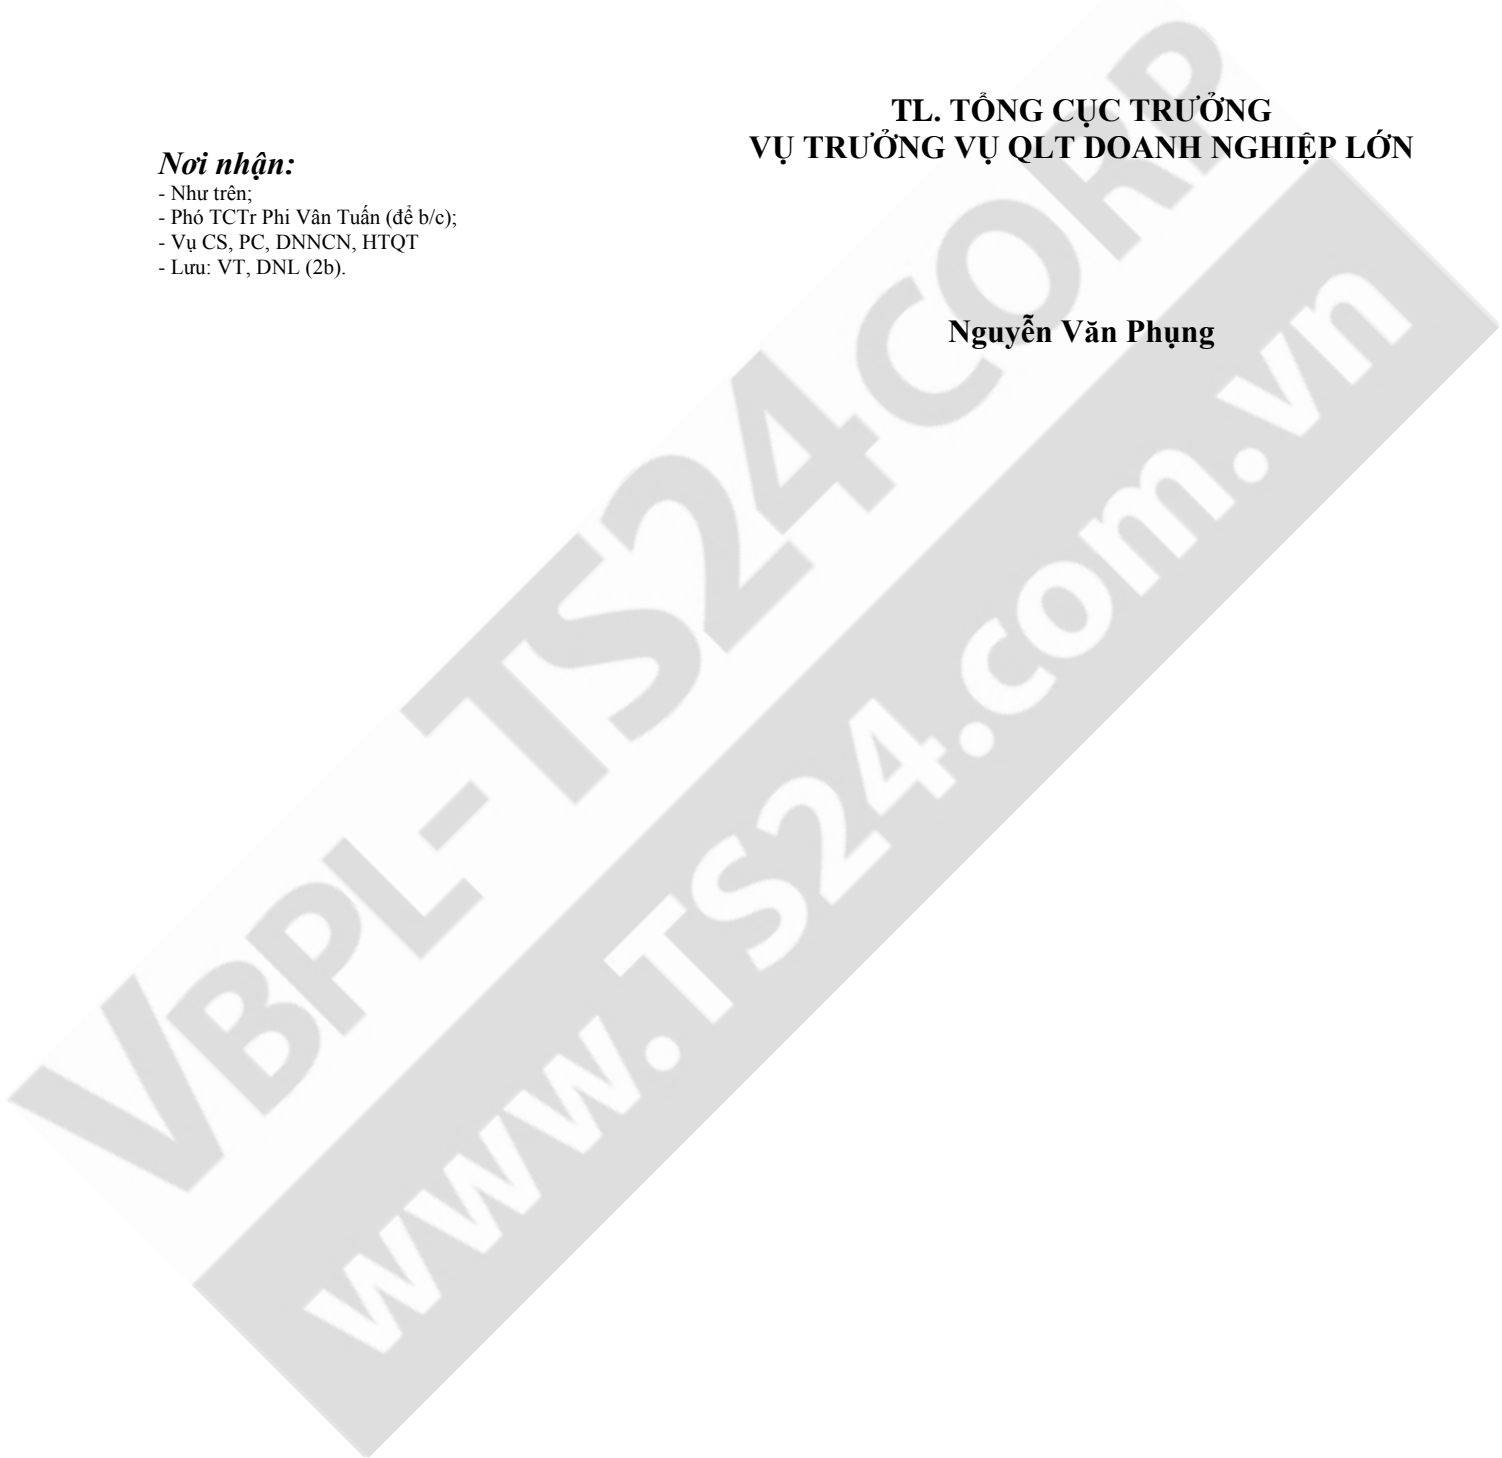 TL. TỔNG CỤC TRƯỞNG
VỤ TRƯỞNG VỤ QLT DOANH NGHIỆP LỚN
Nơi nhận:
- Như trên;
- Phó TCTr Phi Vân Tuấn (để b/c);
- Vụ CS, PC, DNNCN, HTQT
- Lưu: VT, DNL (2b).
Nguyễn Văn Phụng
VBPL-TS24CORP
www.TS24.com.vn